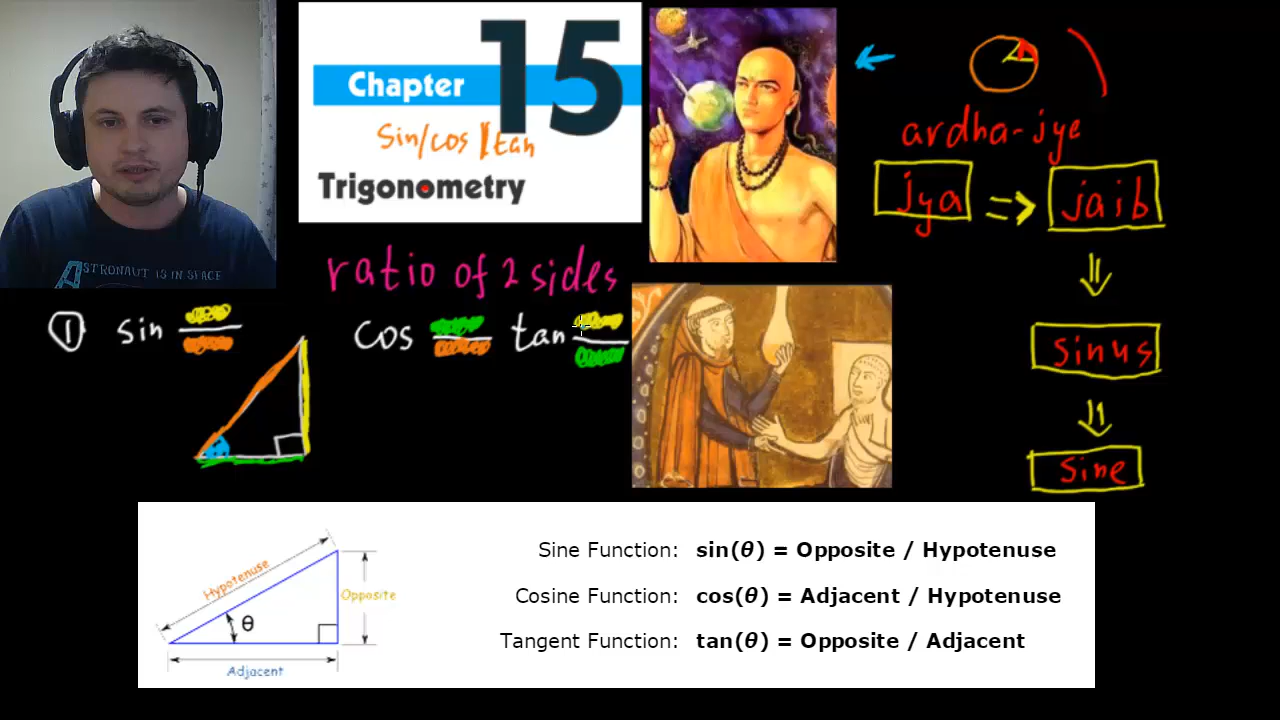 ASTRONAUT IS IN SPACE
Chapter 15
Sin/cos/tan
Trigonometry
ratio of 2 sides
1 sin
cos
tan
ardha-jye
jya => jaib
sinus
sine
Hypotenuse
θ
Opposite
Adjacent
Sine Function: sin(θ) = Opposite / Hypotenuse
Cosine Function: cos(θ) = Adjacent / Hypotenuse
Tangent Function: tan(θ) = Opposite / Adjacent